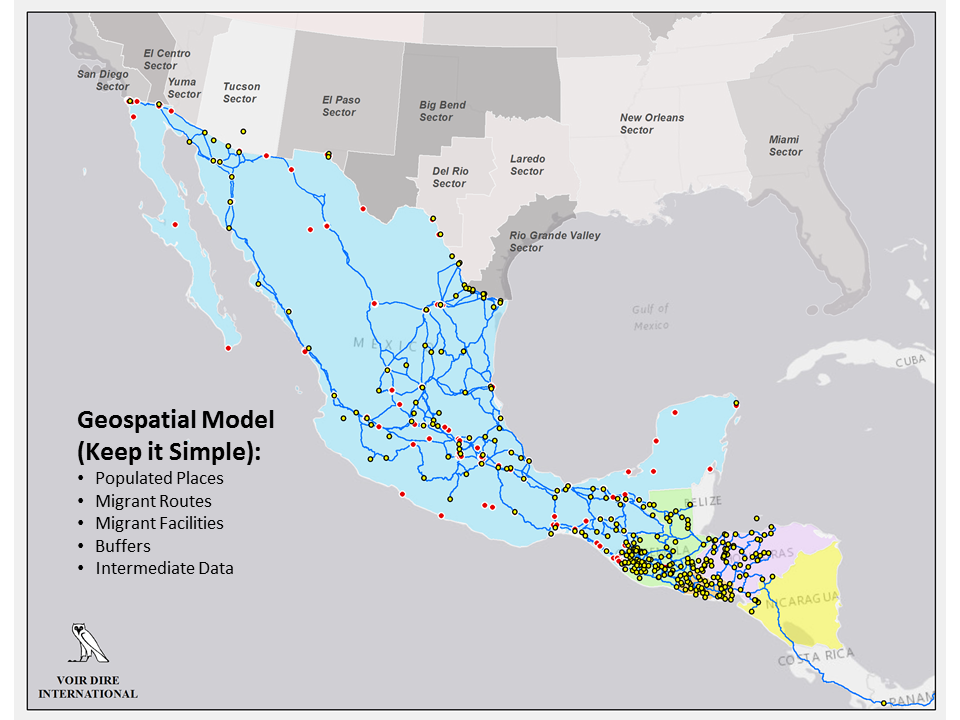 El Centro
Sector
San Diego
Sector
Yuma
Sector
Tucson
Sector
El Paso
Sector
Big Bend
Sector
New Orleans
Sector
Miami
Sector
Del Rio
Sector
Laredo
Sector
Rio Grande Valley
Sector
Gulf of
Mexico
MEXICO
CUBA
Geospatial Model
(Keep it Simple):
• Populated Places
• Migrant Routes
• Migrant Facilities
• Buffers
• Intermediate Data
BELIZE
NICARAGUA
COSTA RICA
VOIR DIRE
INTERNATIONAL